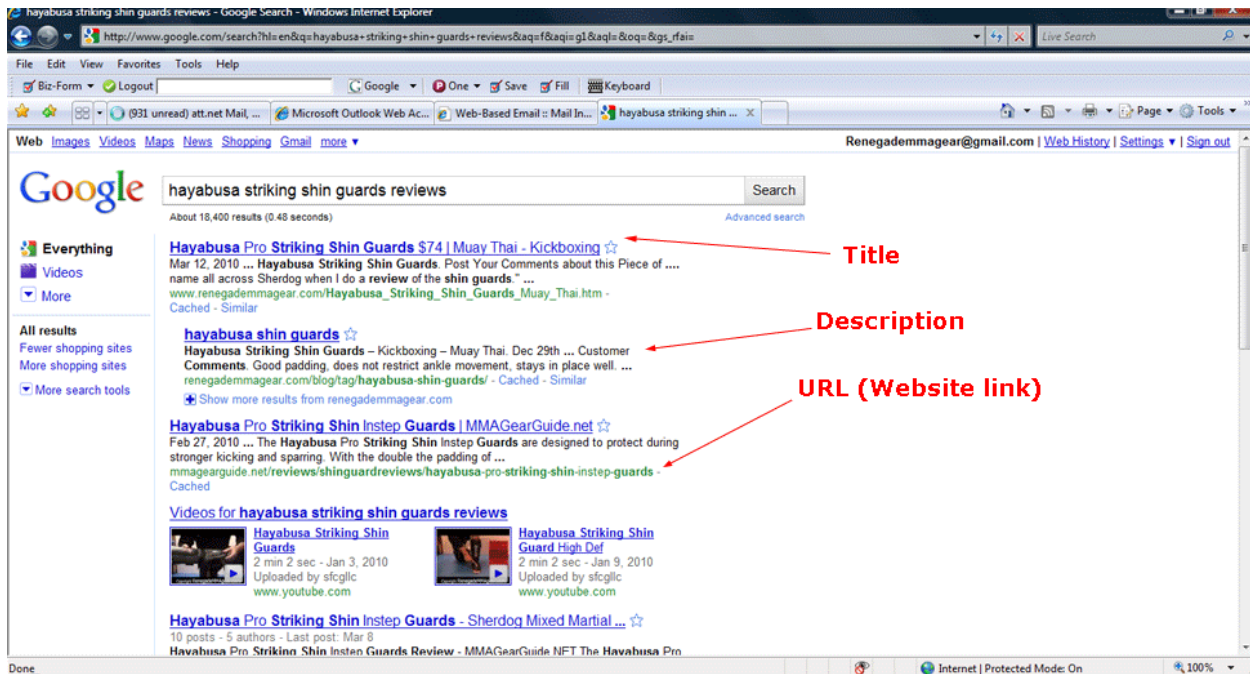 hayabusa striking shin guards reviews - Google Search - Windows Internet Explorer
http://www.google.com/search?hl=en&q=hayabusa+striking+shin+guards+reviews&aq=f&aqi=g1&aql=&oq=&gs_rfai=
Live Search
File Edit View Favorites Tools Help
Biz-Form Logout Google One Save Fill Keyboard
(931 unread) att.net Mail, ... Microsoft Outlook Web Ac... Web-Based Email :: Mail In... hayabusa striking shin ... X Page Tools
Web Images Videos Maps News Shopping Gmail more Renegademmagear@gmail.com | Web History | Settings | Sign out
Google hayabusa striking shin guards reviews Search
About 18,400 results (0.48 seconds) Advanced search
Everything
Videos
More
All results
Fewer shopping sites
More shopping sites
More search tools
Hayabusa Pro Striking Shin Guards $74 | Muay Thai - Kickboxing
Mar 12, 2010 ... Hayabusa Striking Shin Guards. Post Your Comments about this Piece of ....
name all across Sherdog when I do a review of the shin guards." ...
www.renegademmagear.com/Hayabusa_Striking_Shin_Guards_Muay_Thai.htm -
Cached - Similar
Title
hayabusa shin guards
Hayabusa Striking Shin Guards – Kickboxing – Muay Thai. Dec 29th ... Customer
Comments. Good padding, does not restrict ankle movement, stays in place well. ...
renegademmagear.com/blog/tag/hayabusa-shin-guards/ - Cached - Similar
Show more results from renegademmagear.com
Description
Hayabusa Pro Striking Shin Instep Guards | MMAGearGuide.net
Feb 27, 2010 ... The Hayabusa Pro Striking Shin Instep Guards are designed to protect during
stronger kicking and sparring. With the double the padding of ...
mmagearguide.net/reviews/shinguardreviews/hayabusa-pro-striking-shin-instep-guards -
Cached
URL (Website link)
Videos for hayabusa striking shin guards reviews
Hayabusa Striking Shin
Guards
2 min 2 sec - Jan 3, 2010
Uploaded by sfcgllc
www.youtube.com
Hayabusa Striking Shin
Guard High Def
2 min 2 sec - Jan 9, 2010
Uploaded by sfcgllc
www.youtube.com
Hayabusa Pro Striking Shin Instep Guards - Sherdog Mixed Martial ...
10 posts - 5 authors - Last post: Mar 8
Hayabusa Pro Striking Shin Instep Guards Review - MMAGearGuide.NET The Hayabusa Pro
Done Internet | Protected Mode: On 100%